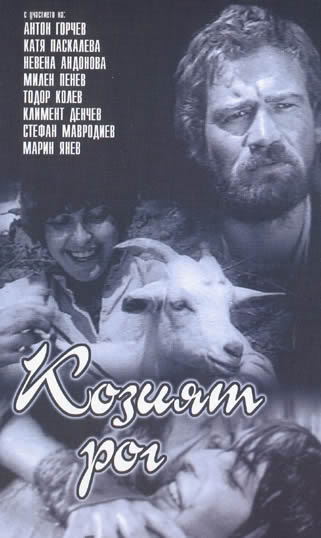 с участието на:
АНТОН ГОРЧЕВ
КАТЯ ПАСКАЛЕВА
НЕВЕНА АНДОНОВА
МИЛЕН ПЕНЕВ
ТОДОР КОЛЕВ
КЛИМЕНТ ДЕНЧЕВ
СТЕФАН МАВРОДИЕВ
МАРИН ЯНЕВ
Козият
рог